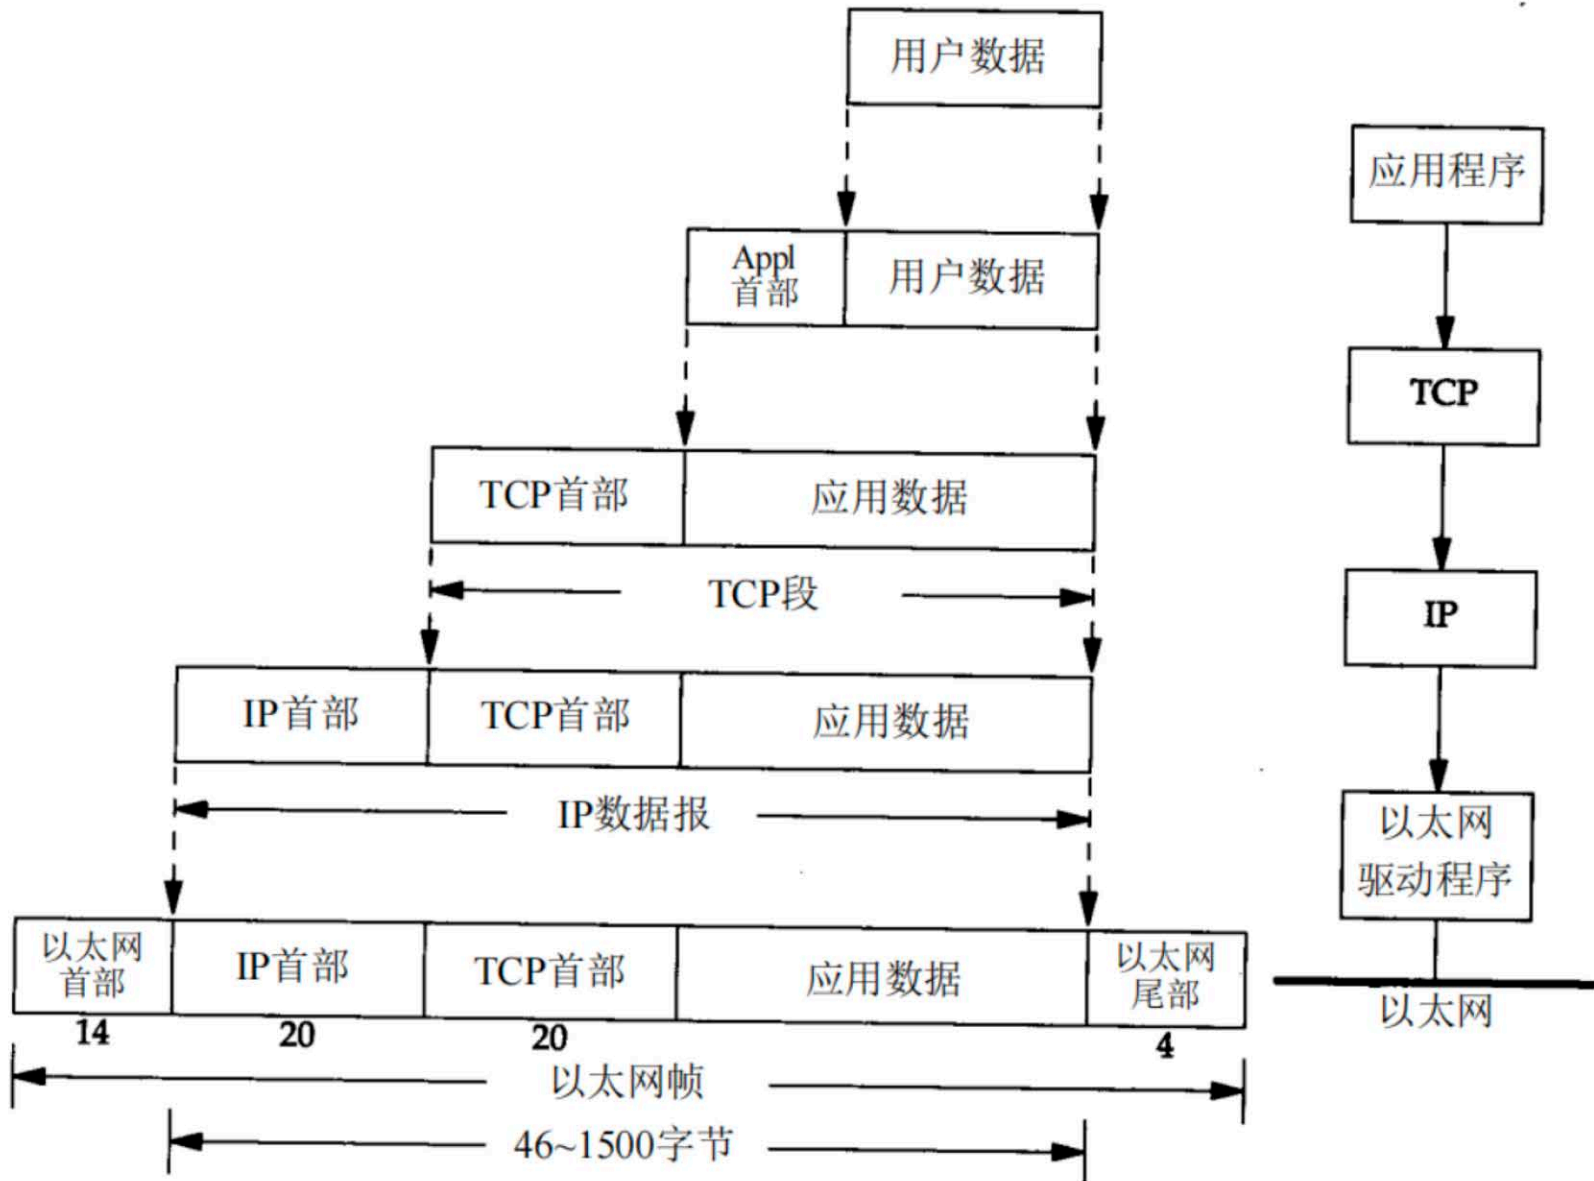 用户数据
应用程序
Appl
首部
用户数据
TCP
TCP首部
应用数据
TCP段
IP
IP首部
TCP首部
应用数据
IP数据报
以太网
驱动程序
以太网
首部
IP首部
TCP首部
应用数据
以太网
尾部
以太网
14
20
20
4
以太网帧
46~1500字节